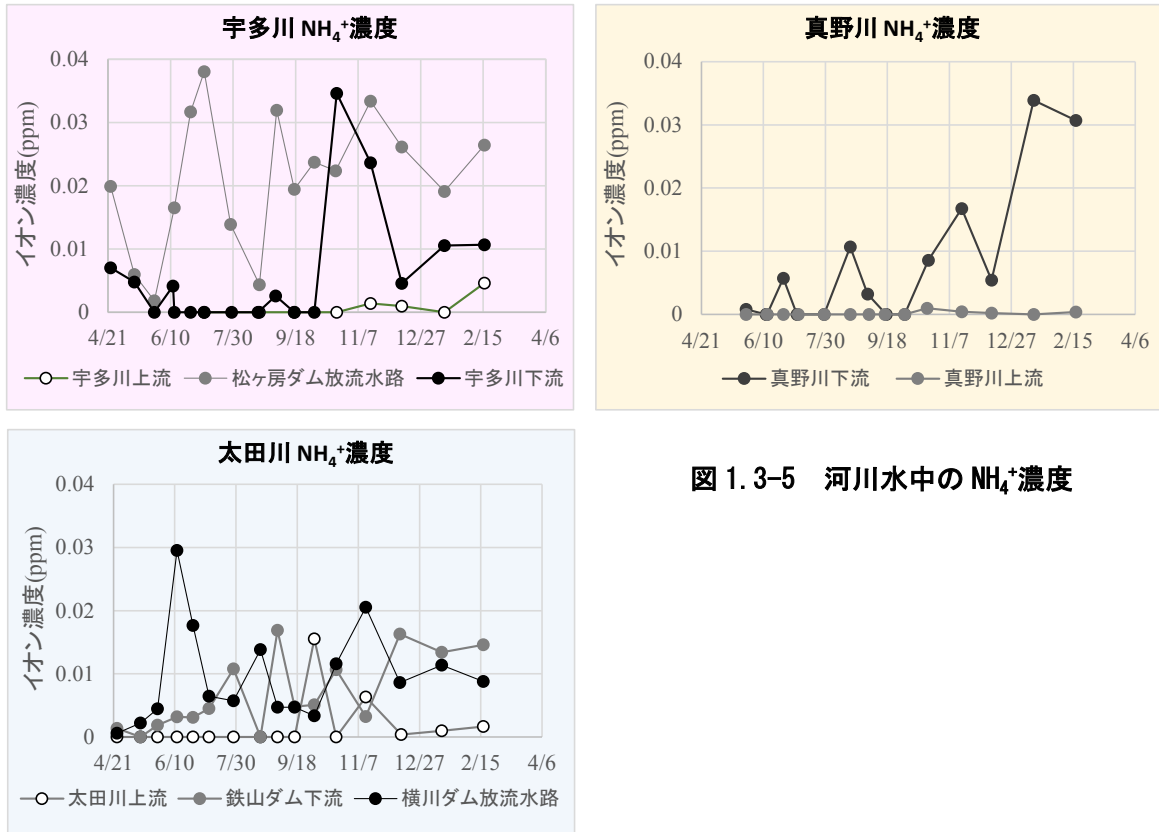 宇多川 NH₄⁺濃度
イオン濃度(ppm)
0.04
0.03
0.02
0.01
0
4/21 6/10 7/30 9/18 11/7 12/27 2/15 4/6
宇多川上流 松ヶ房ダム放流水路 宇多川下流
真野川 NH₄⁺濃度
イオン濃度(ppm)
0.04
0.03
0.02
0.01
0
4/21 6/10 7/30 9/18 11/7 12/27 2/15 4/6
真野川下流 真野川上流
太田川 NH₄⁺濃度
イオン濃度(ppm)
0.04
0.03
0.02
0.01
0
4/21 6/10 7/30 9/18 11/7 12/27 2/15 4/6
太田川上流 鉄山ダム下流 横川ダム放流水路
図 1.3-5 河川水中の NH₄⁺濃度